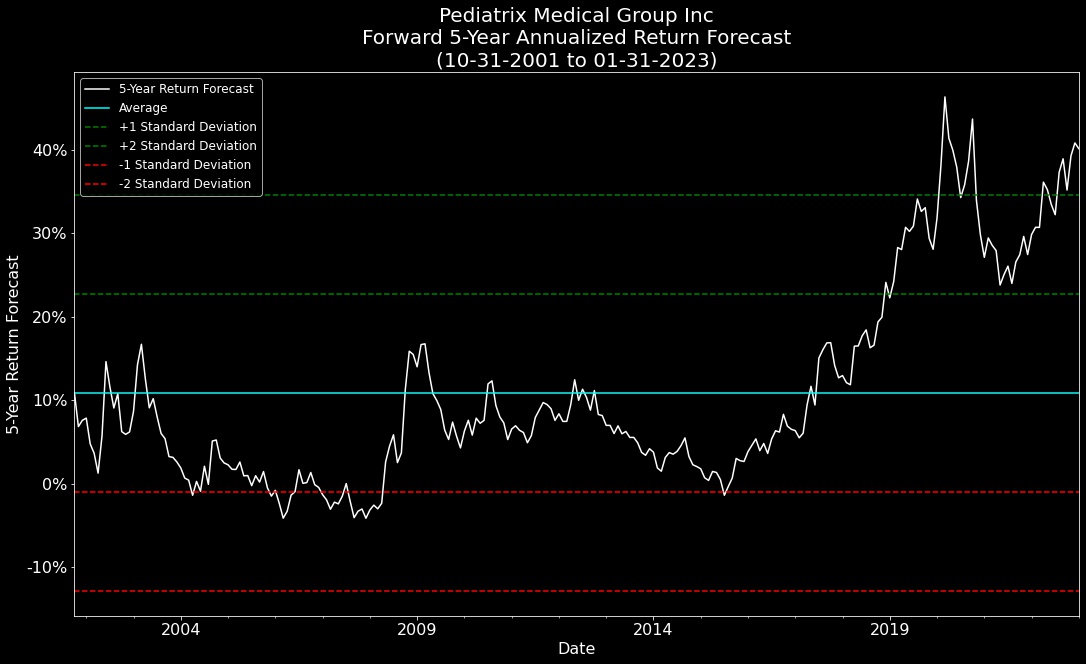 Pediatrix Medical Group Inc
Forward 5-Year Annualized Return Forecast
(10-31-2001 to 01-31-2023)
5-Year Return Forecast
Average
+1 Standard Deviation
+2 Standard Deviation
-1 Standard Deviation
-2 Standard Deviation
5-Year Return Forecast
40%
30%
20%
10%
0%
-10%
2004
2009
2014
2019
Date